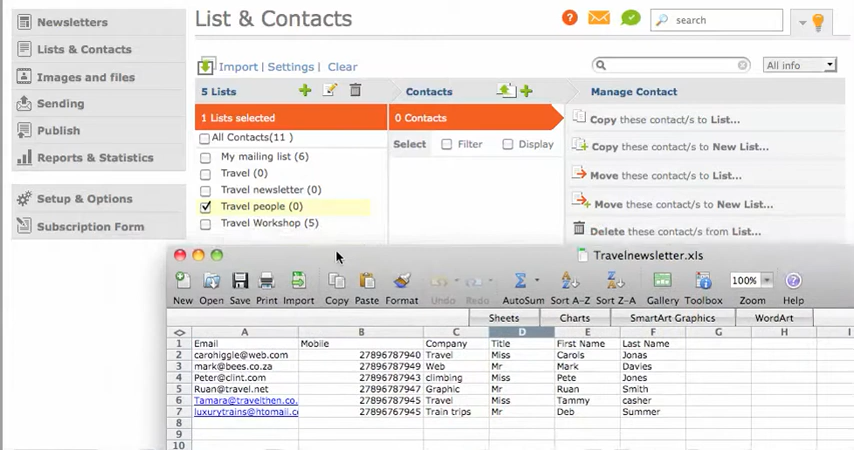 Newsletters
Lists & Contacts
Images and files
Sending
Publish
Reports & Statistics
Setup & Options
Subscription Form
List & Contacts
? search
Import | Settings | Clear
All info
5 Lists
Contacts
Manage Contact
1 Lists selected
0 Contacts
All Contacts(11 )
My mailing list (6)
Travel (0)
Travel newsletter (0)
Travel people (0)
Travel Workshop (5)
Select Filter Display
Copy these contact/s to List...
Copy these contact/s to New List...
Move these contact/s to List...
Move these contact/s to New List...
Delete these contact/s from List...
Travelnewsletter.xls
New Open Save Print Import Copy Paste Format Undo Redo AutoSum Sort A-Z Sort Z-A Gallery Toolbox Zoom Help
100%
Sheets Charts SmartArt Graphics WordArt
A B C D E F G H I
1 Email Mobile Company Title First Name Last Name
2 carohiggle@web.com 27896787940 Travel Miss Carols Jonas
3 mark@bees.co.za 27896787949 Web Mr Mark Davies
4 Peter@clint.com 27896787943 climbing Miss Pete Jones
5 Ruan@travel.net 27896787947 Graphic Mr Ruan Smith
6 Tamara@travelthen.co. 27896787945 Travel Miss Tammy casher
7 luxurytrains@htomail.cc 27896767945 Train trips Mr Deb Summer
8
9
10